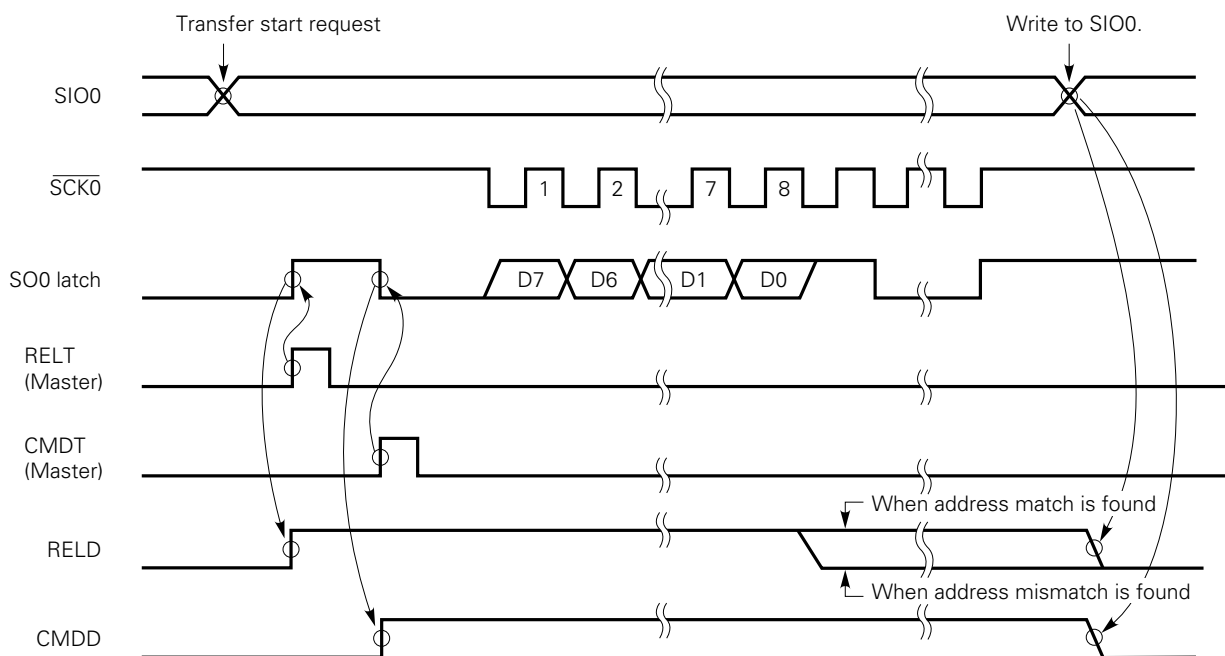 Transfer start request
Write to SIO0.
SIO0
SCK0
1 2 7 8
SO0 latch
D7 D6 D1 D0
RELT
(Master)
CMDT
(Master)
When address match is found
RELD
When address mismatch is found
CMDD